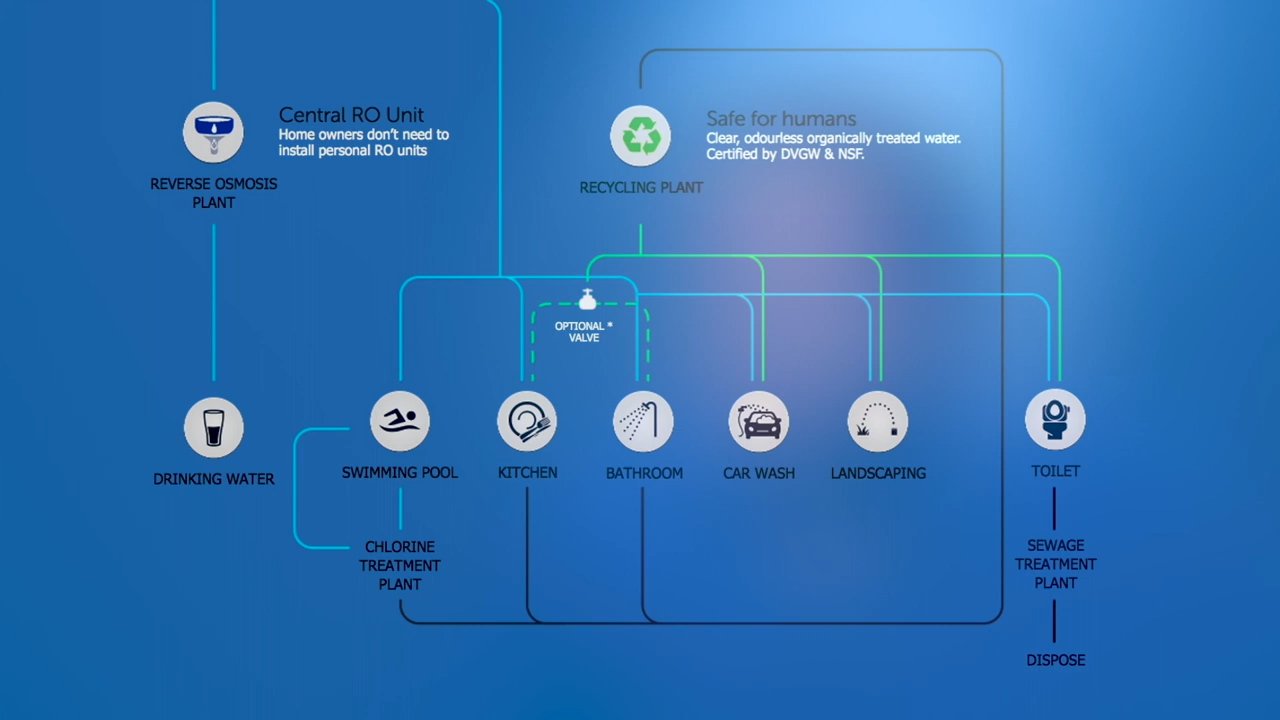 Central RO Unit
Home owners don't need to
install personal RO units
REVERSE OSMOSIS
PLANT
Safe for humans
Clear, odourless organically treated water.
Certified by DVGW & NSF.
RECYCLING PLANT
OPTIONAL *
VALVE
DRINKING WATER
SWIMMING POOL
KITCHEN
BATHROOM
CAR WASH
LANDSCAPING
TOILET
CHLORINE
TREATMENT
PLANT
SEWAGE
TREATMENT
PLANT
DISPOSE